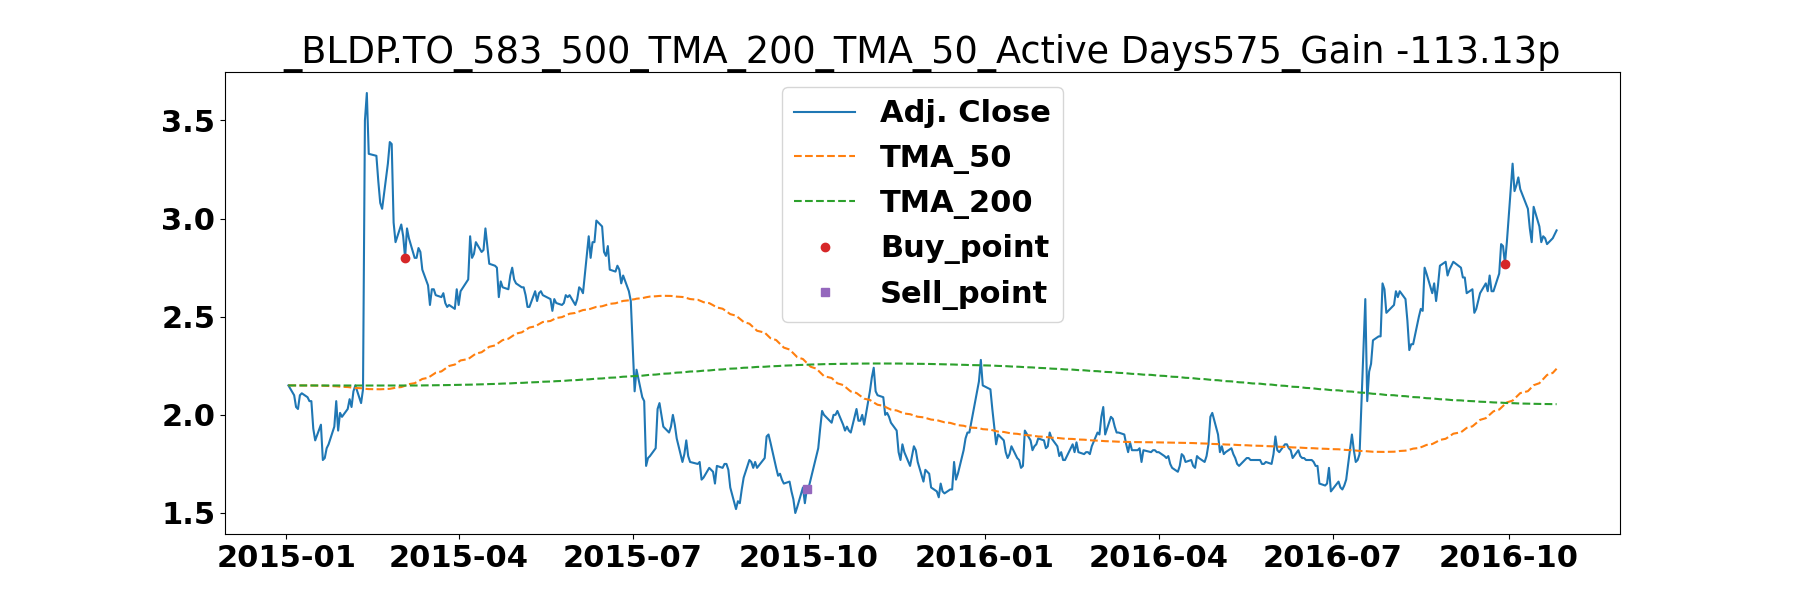 _BLDP.TO_583_500_TMA_200_TMA_50_Active Days575_Gain -113.13p
Adj. Close
TMA_50
TMA_200
Buy_point
Sell_point
3.5
3.0
2.5
2.0
1.5
2015-01 2015-04 2015-07 2015-10 2016-01 2016-04 2016-07 2016-10